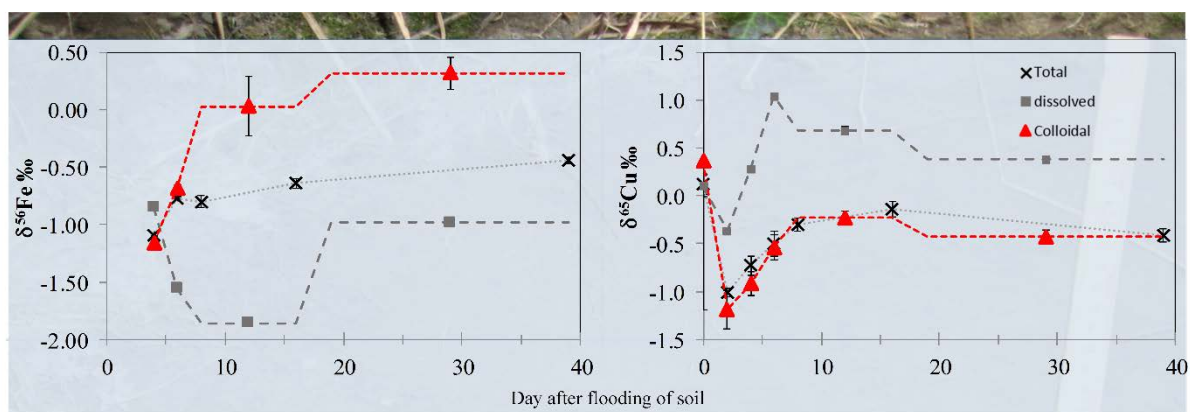 0.50
0.00
-0.50
-1.00
-1.50
-2.00
δ⁵⁶Fe ‰
0 10 20 30 40
1.5
1.0
0.5
0.0
-0.5
-1.0
-1.5
δ⁶⁵Cu ‰
0 10 20 30 40
Total
dissolved
Colloidal
Day after flooding of soil